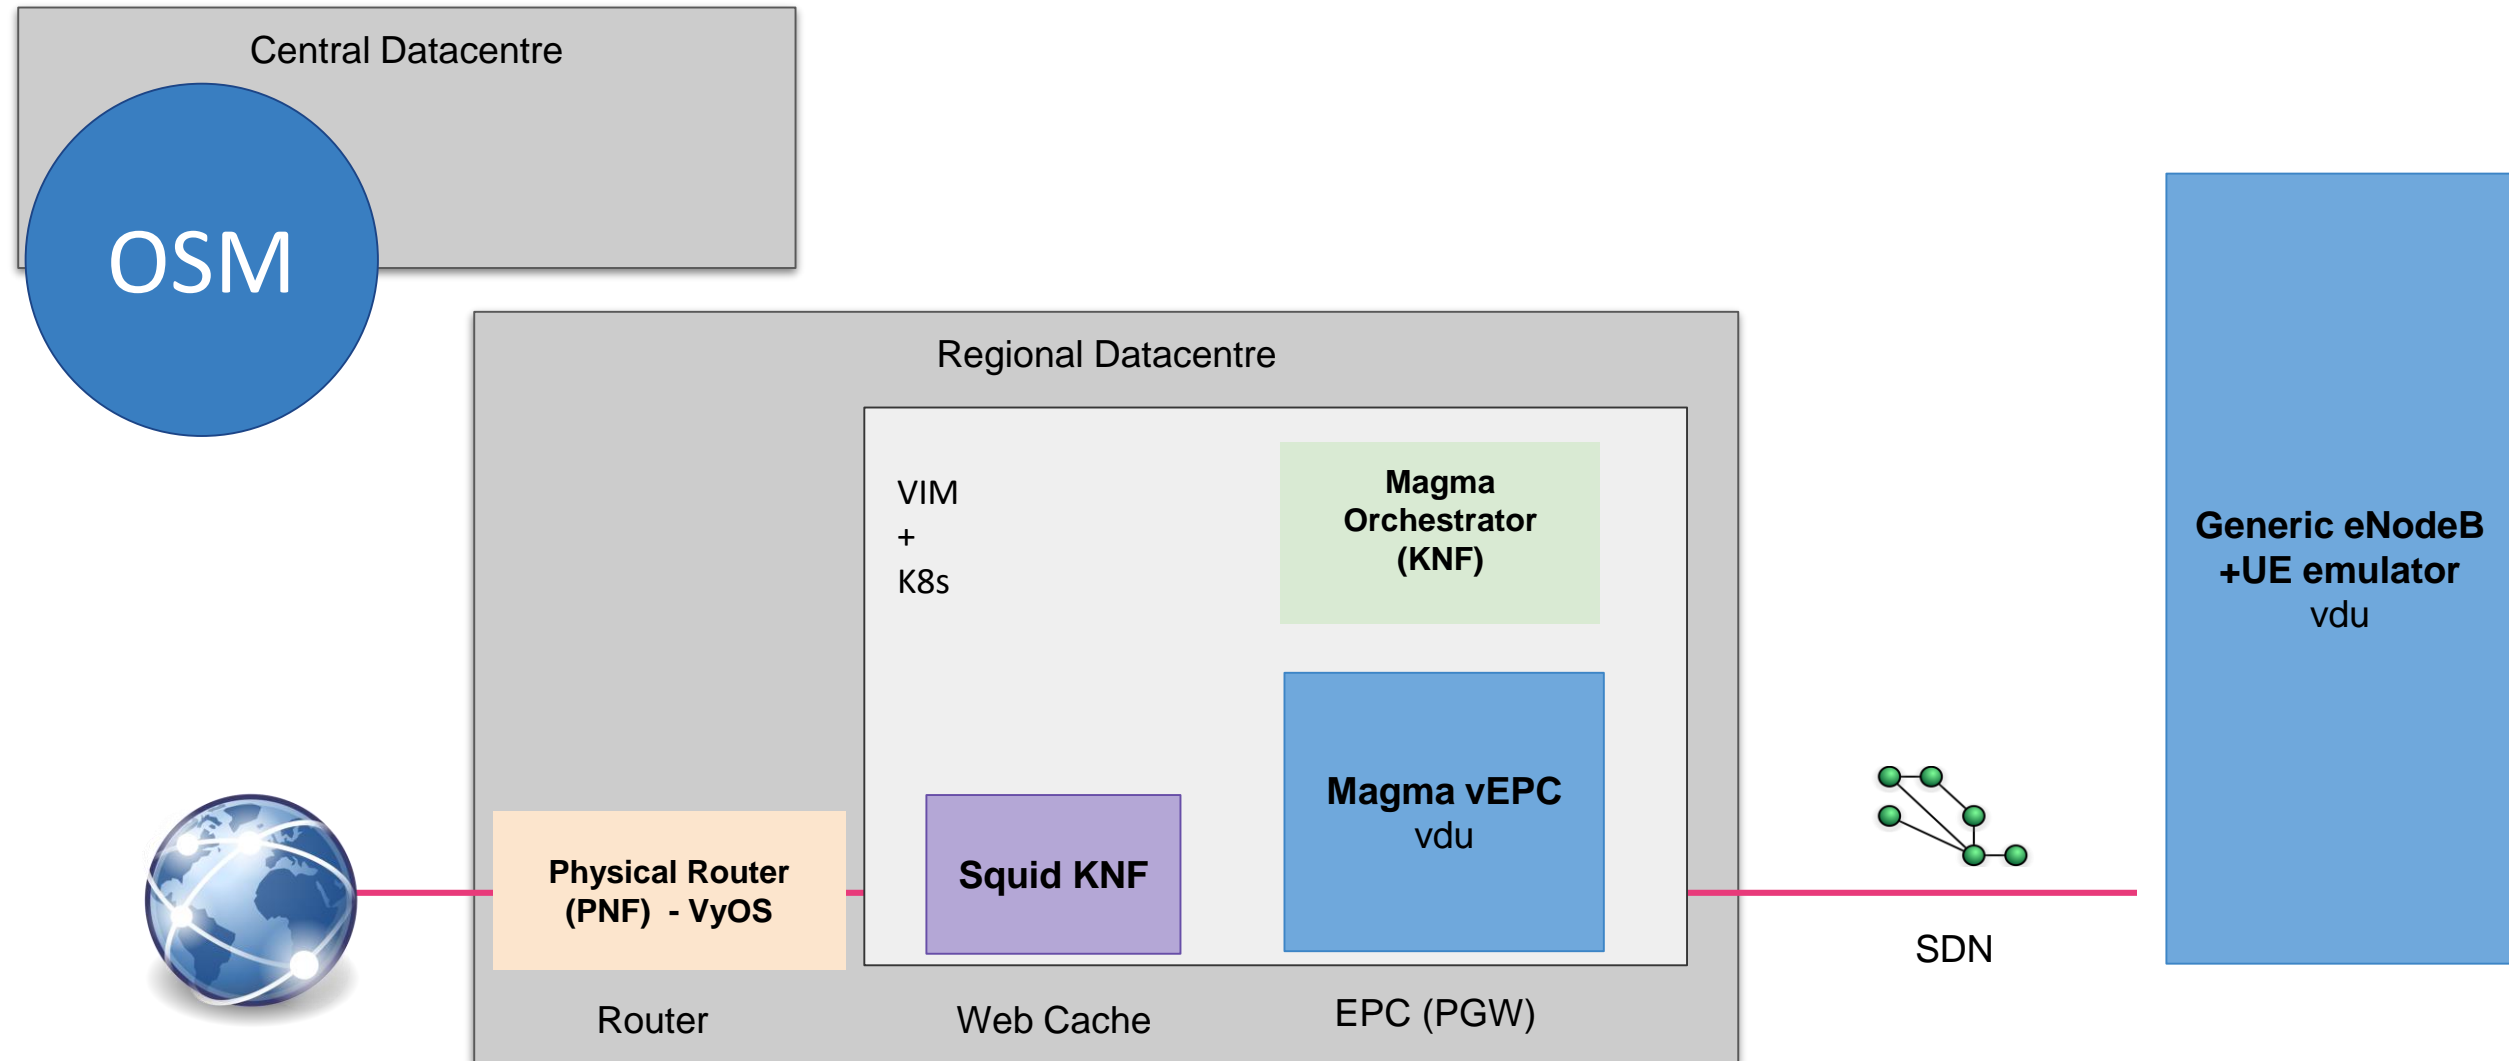 Central Datacentre
OSM
Regional Datacentre
VIM
+
K8s
Magma
Orchestrator
(KNF)
Generic eNodeB
+UE emulator
vdu
Magma vEPC
vdu
Squid KNF
Physical Router
(PNF)  - VyOS
SDN
Router
Web Cache
EPC (PGW)